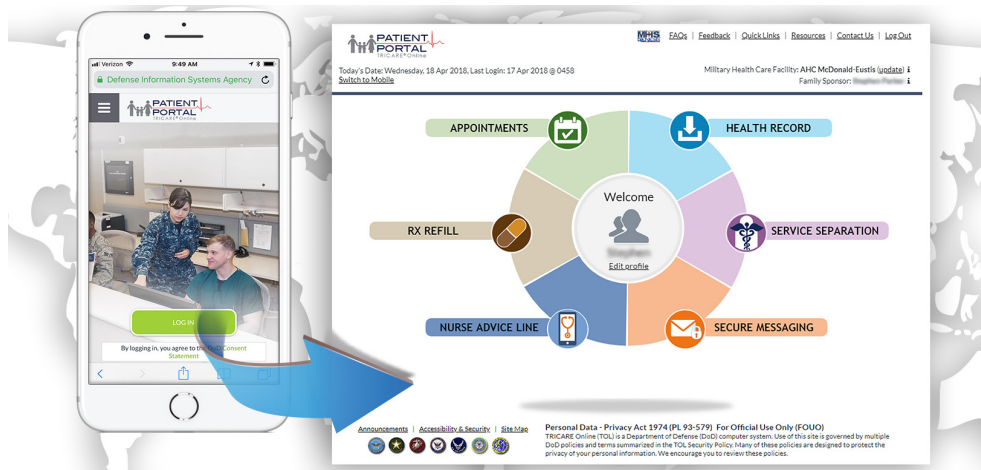 Verizon 9:49 AM
Defense Information Systems Agency
PATIENT
PORTAL
TRICARE Online
LOG IN
By logging in, you agree to the DoD Consent
Statement
PATIENT
PORTAL
TRICARE Online
MHS FAQs | Feedback | Quick Links | Resources | Contact Us | Log Out
Today's Date: Wednesday, 18 Apr 2018, Last Login: 17 Apr 2018 @ 0458
Switch to Mobile
Military Health Care Facility: AHC McDonald-Eustis (update) i
Family Sponsor: i
APPOINTMENTS
HEALTH RECORD
RX REFILL
Welcome
Edit profile
SERVICE SEPARATION
NURSE ADVICE LINE
SECURE MESSAGING
Announcements | Accessibility & Security | Site Map
Personal Data - Privacy Act 1974 (PL 93-579) For Official Use Only (FOUO)
TRICARE Online (TOL) is a Department of Defense (DoD) computer system. Use of this site is governed by multiple
DoD policies and terms summarized in the TOL Security Policy. Many of these policies are designed to protect the
privacy of your personal information. We encourage you to review these policies.